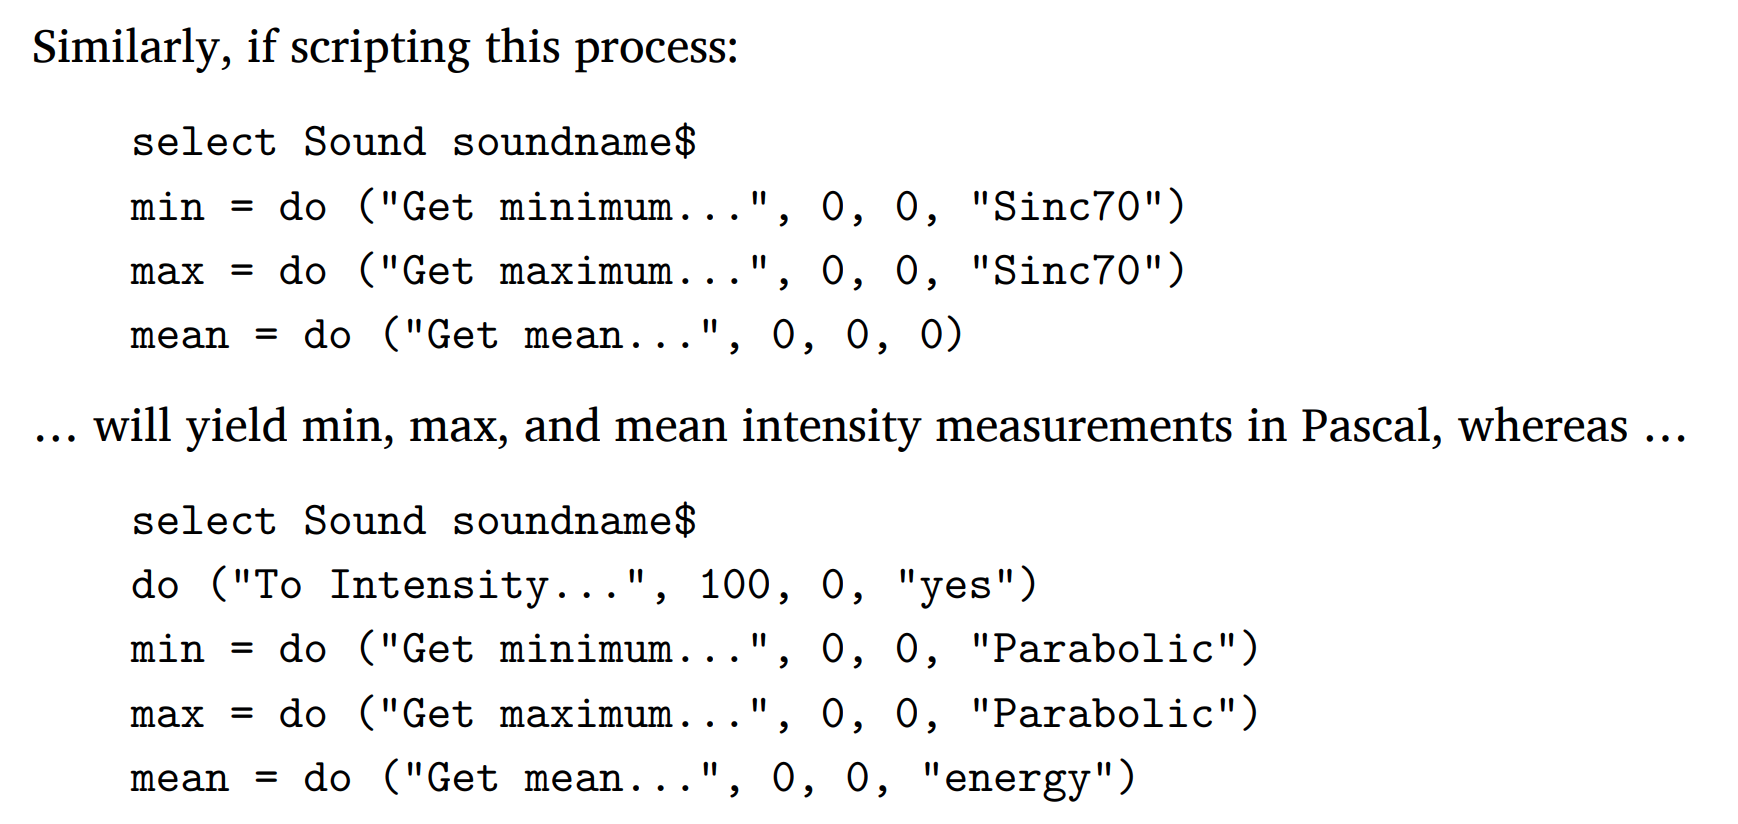 Similarly, if scripting this process:
select Sound soundname$
min = do ("Get minimum...", 0, 0, "Sinc70")
max = do ("Get maximum...", 0, 0, "Sinc70")
mean = do ("Get mean...", 0, 0, 0)
… will yield min, max, and mean intensity measurements in Pascal, whereas …
select Sound soundname$
do ("To Intensity...", 100, 0, "yes")
min = do ("Get minimum...", 0, 0, "Parabolic")
max = do ("Get maximum...", 0, 0, "Parabolic")
mean = do ("Get mean...", 0, 0, "energy")